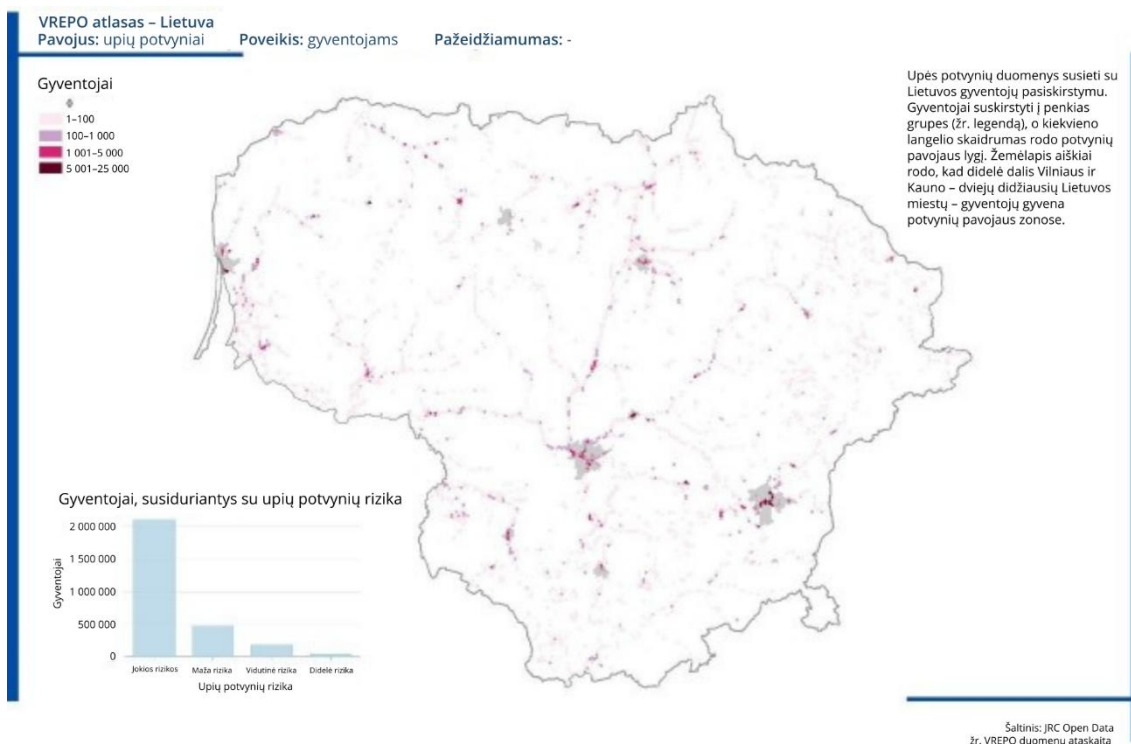 VREPO atlasas – Lietuva
Pavojus: upių potvyniai Poveikis: gyventojams Pažeidžiamumas: -
Gyventojai
1–100
100–1 000
1 001–5 000
5 001–25 000
Upės potvynių duomenys susieti su
Lietuvos gyventojų pasiskirstymu.
Gyventojai suskirstyti į penkias
grupes (žr. legendą), o kiekvieno
langelio skaidrumas rodo potvynių
pavojaus lygį. Žemėlapis aiškiai
rodo, kad didelė dalis Vilniaus ir
Kauno – dviejų didžiausių Lietuvos
miestų – gyventojų gyvena
potvynių pavojaus zonose.
Gyventojai, susiduriantys su upių potvynių rizika
Gyventojai
2 000 000
1 500 000
1 000 000
500 000
0
Jokios rizikos Maža rizika Vidutinė rizika Didelė rizika
Upių potvynių rizika
Šaltinis: JRC Open Data
žr. VREPO duomenų ataskaitą